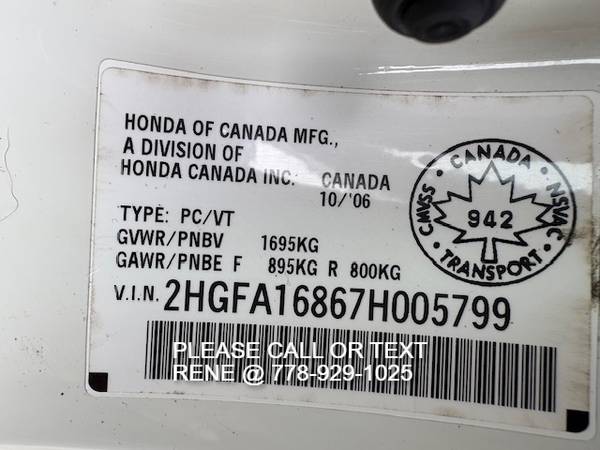 HONDA OF CANADA MFG.,
A DIVISION OF
HONDA CANADA INC. CANADA
10/'06
TYPE: PC/VT
GVWR/PNBV 1695KG
GAWR/PNBE F 895KG R 800KG
V.I.N. 2HGFA16867H005799
CANADA
CMVSS 942 NSVAC
TRANSPORT
PLEASE CALL OR TEXT
RENE @ 778-929-1025